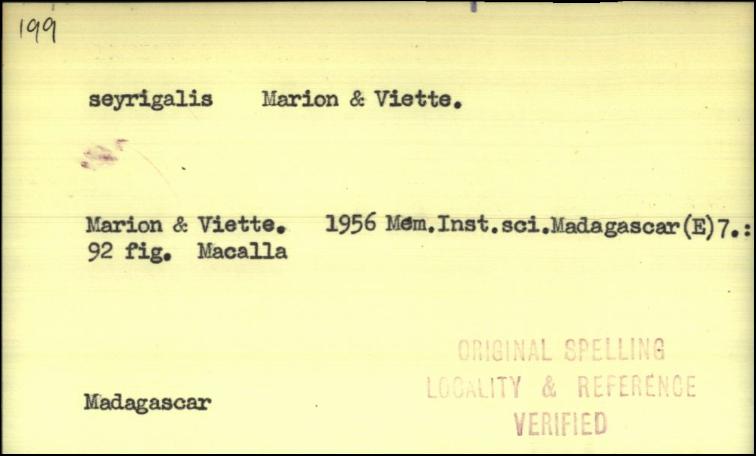 199
seyrigalis Marion & Viette.
Marion & Viette. 1956 Mem.Inst.sci.Madagascar(E)7.:
92 fig. Macalla
ORIGINAL SPELLING
LOCALITY & REFERENCE
Madagascar
VERIFIED